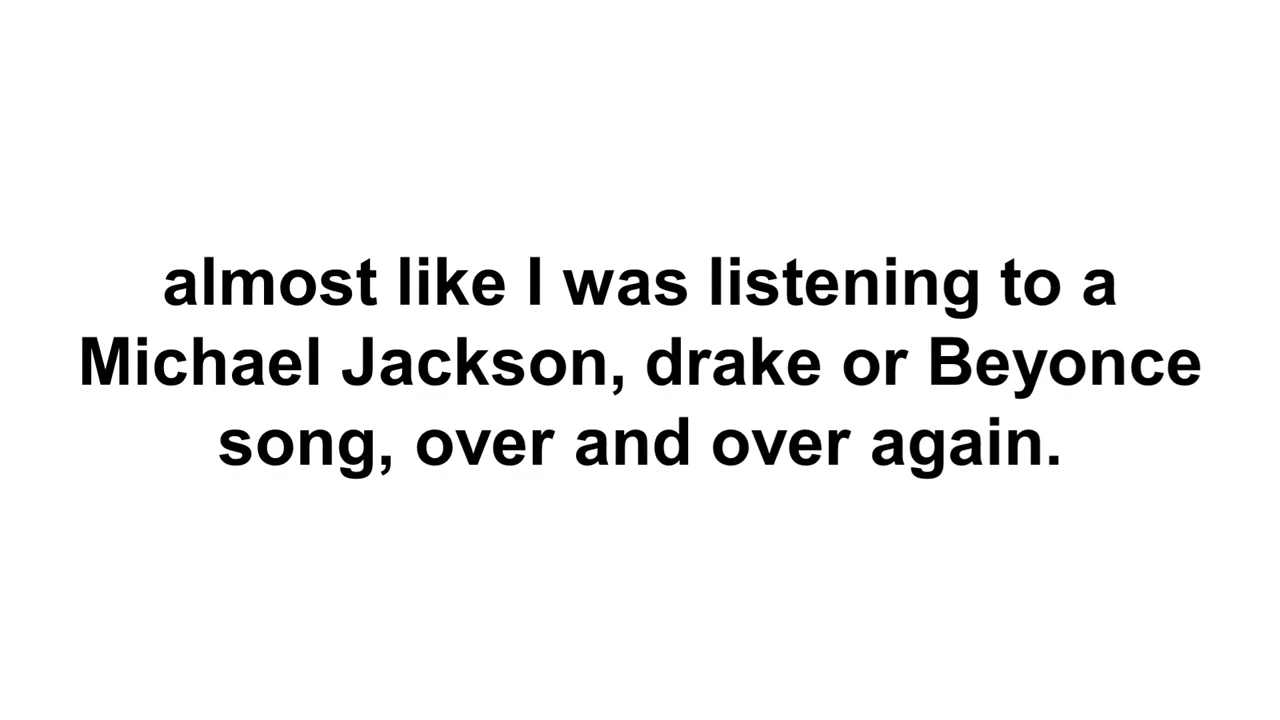 almost like I was listening to a
Michael Jackson, drake or Beyonce
song, over and over again.